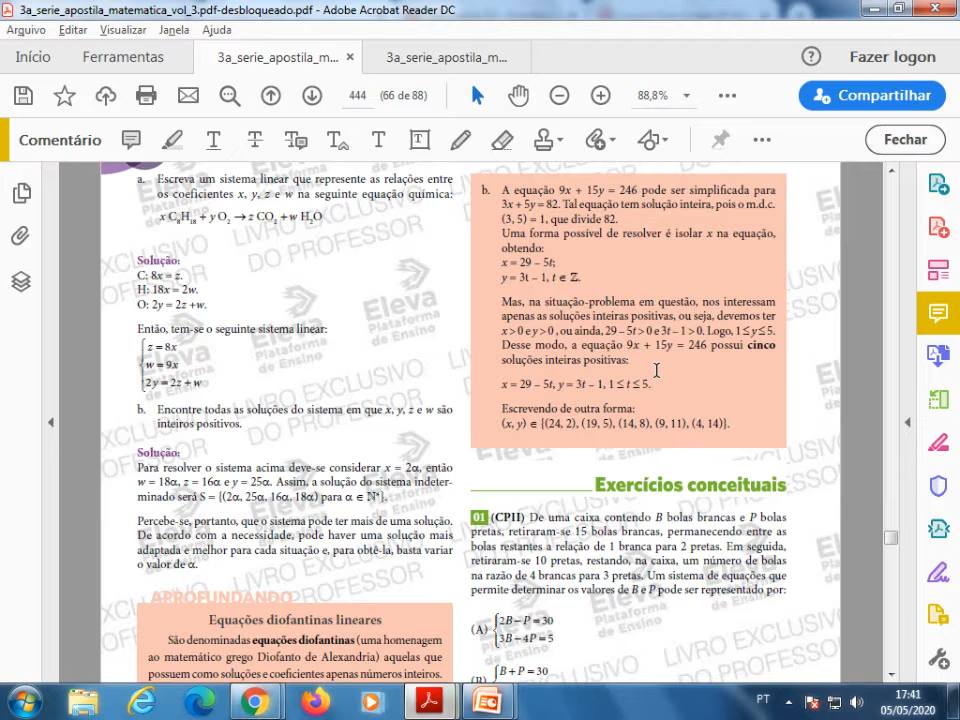 3a_serie_apostila_matematica_vol_3.pdf-desbloqueado.pdf - Adobe Acrobat Reader DC
Arquivo Editar Visualizar Janela Ajuda
Início Ferramentas 3a_serie_apostila_m... × 3a_serie_apostila_m... Fazer logon
444 (66 de 88) 88,8% Compartilhar
Comentário Fechar
a. Escreva um sistema linear que represente as relações entre
os coeficientes x, y, z e w na seguinte equação química:
x C₈H₁₈ + y O₂ → z CO₂ + w H₂O
Solução:
C: 8x = z.
H: 18x = 2w.
O: 2y = 2z +w.
Então, tem-se o seguinte sistema linear:
z = 8x
w = 9x
2y = 2z + w
b. Encontre todas as soluções do sistema em que x, y, z e w são
inteiros positivos.
Solução:
Para resolver o sistema acima deve-se considerar x = 2α, então
w = 18α, z = 16α e y = 25α. Assim, a solução do sistema indeter-
minado será S = {(2α, 25α, 16α, 18α) para α ∈ ℕ*}.
Percebe-se, portanto, que o sistema pode ter mais de uma solução.
De acordo com a necessidade, pode haver uma solução mais
adaptada e melhor para cada situação e, para obtê-la, basta variar
o valor de α.
APROFUNDANDO
Equações diofantinas lineares
São denominadas equações diofantinas (uma homenagem
ao matemático grego Diofanto de Alexandria) aquelas que
possuem como soluções e coeficientes apenas números inteiros.
b. A equação 9x + 15y = 246 pode ser simplificada para
3x + 5y = 82. Tal equação tem solução inteira, pois o m.d.c.
(3, 5) = 1, que divide 82.
Uma forma possível de resolver é isolar x na equação,
obtendo:
x = 29 – 5t;
y = 3t – 1, t ∈ ℤ.
Mas, na situação-problema em questão, nos interessam
apenas as soluções inteiras positivas, ou seja, devemos ter
x > 0 e y > 0, ou ainda, 29 – 5t > 0 e 3t – 1 > 0. Logo, 1 ≤ y ≤ 5.
Desse modo, a equação 9x + 15y = 246 possui cinco
soluções inteiras positivas:
x = 29 – 5t, y = 3t – 1, 1 ≤ t ≤ 5.
Escrevendo de outra forma:
(x, y) ∈ {(24, 2), (19, 5), (14, 8), (9, 11), (4, 14)}.
Exercícios conceituais
01 (CPII) De uma caixa contendo B bolas brancas e P bolas
pretas, retiraram-se 15 bolas brancas, permanecendo entre as
bolas restantes a relação de 1 branca para 2 pretas. Em seguida,
retiraram-se 10 pretas, restando, na caixa, um número de bolas
na razão de 4 brancas para 3 pretas. Um sistema de equações que
permite determinar os valores de B e P pode ser representado por:
(A) 2B – P = 30
3B – 4P = 5
(B) B + P = 30
LIVRO EXCLUSIVO
DO PROFESSOR
Eleva
Plataforma
de Ensino
PT 17:41
05/05/2020